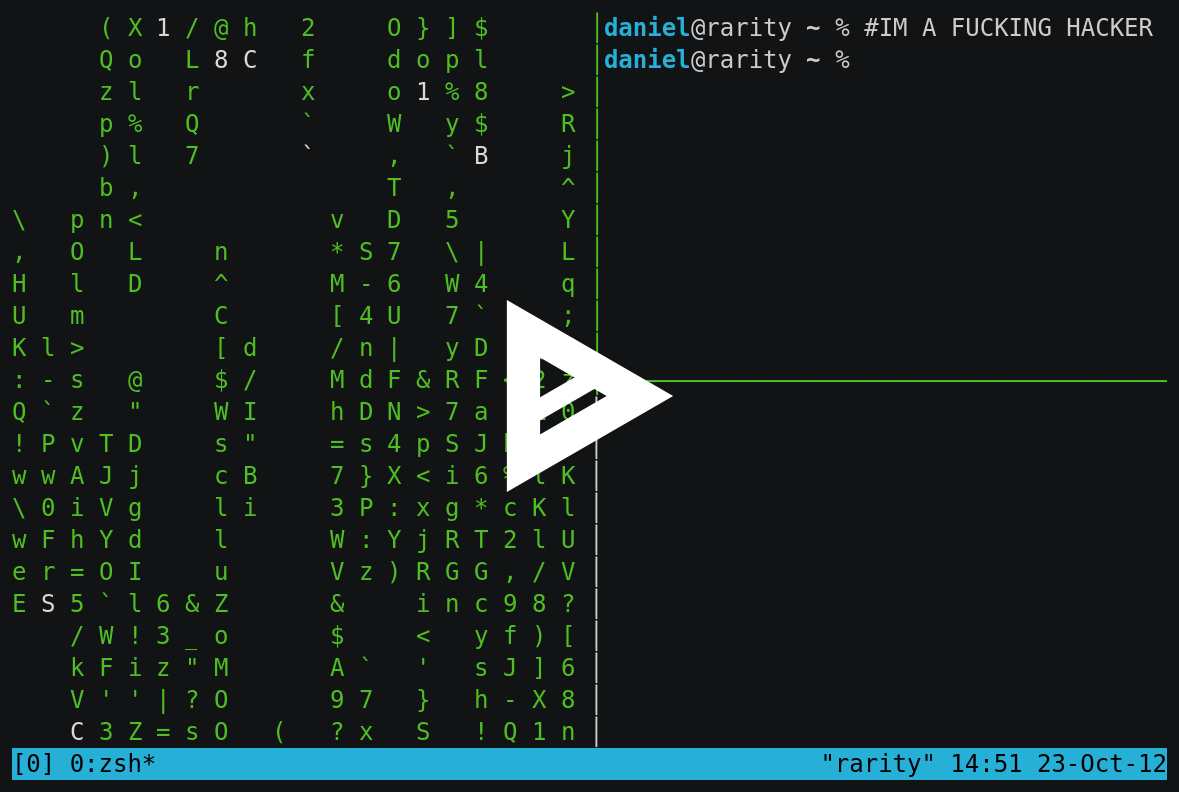 ( X 1 / @ h 2 O } ] $
Q o L 8 C f d o p l
z l r x o 1 % 8 >
p % Q ` W y $ R
) l 7 ` , ` B j
b , T , ^
\ p n < v D 5 Y
, O L n * S 7 \ | L
H l D ^ M - 6 W 4 q
U m C [ 4 U 7 ` ;
K l > [ d / n | y D
: - s @ $ / M d F & R F 2
Q ` z " W I h D N > 7 a 0
! P v T D s " = s 4 p S J
w w A J j c B 7 } X < i 6 K
\ 0 i V g l i 3 P : x g * c K l
w F h Y d l W : Y j R T 2 l U
e r = O I u V z ) R G G , / V
E S 5 ` l 6 & Z & i n c 9 8 ?
/ W ! 3 _ o $ < y f ) [
k F i z " M A ` ' s J ] 6
V ' ' | ? O 9 7 } h - X 8
C 3 Z = s O ( ? x S ! Q 1 n
daniel@rarity ~ % #IM A FUCKING HACKER
daniel@rarity ~ %
[0] 0:zsh* "rarity" 14:51 23-Oct-12